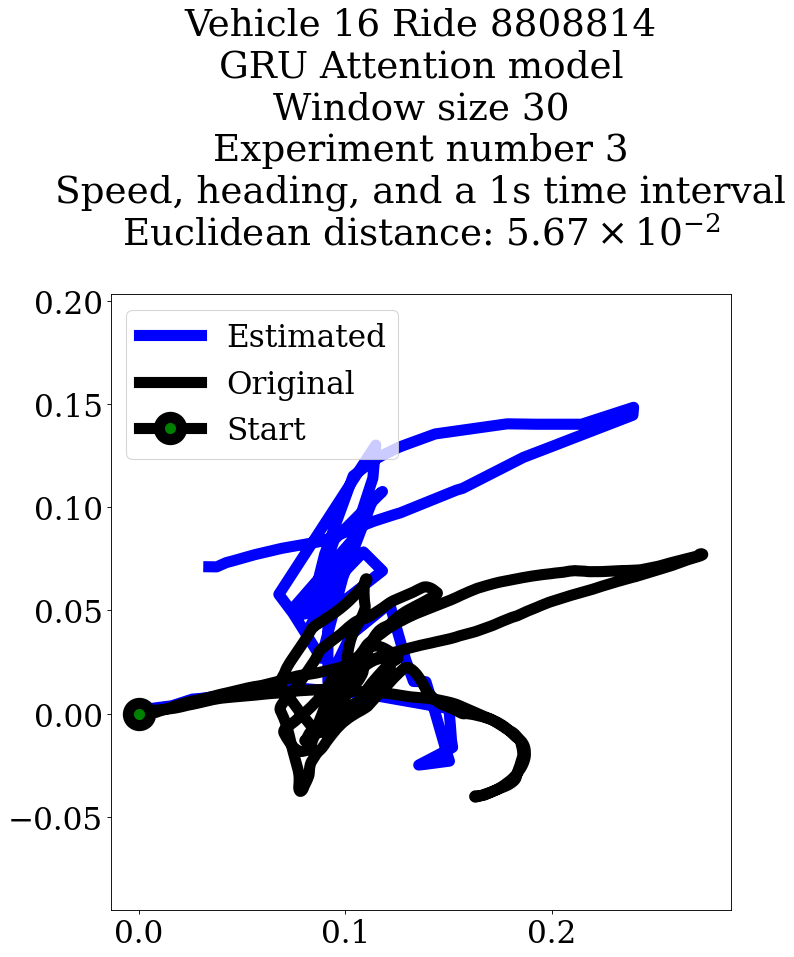 Vehicle 16 Ride 8808814
GRU Attention model
Window size 30
Experiment number 3
Speed, heading, and a 1s time interval
Euclidean distance: 5.67 × 10⁻²
0.20
Estimated
0.15
Original
Start
0.10
0.05
0.00
−0.05
0.0 0.1 0.2